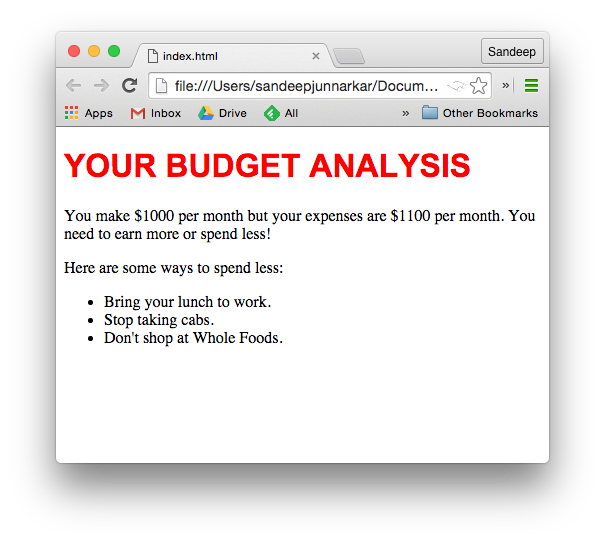 index.html
Sandeep
file:///Users/sandeepjunnarkar/Docum...
»
Apps Inbox Drive All » Other Bookmarks
YOUR BUDGET ANALYSIS
You make $1000 per month but your expenses are $1100 per month. You
need to earn more or spend less!
Here are some ways to spend less:
• Bring your lunch to work.
• Stop taking cabs.
• Don't shop at Whole Foods.